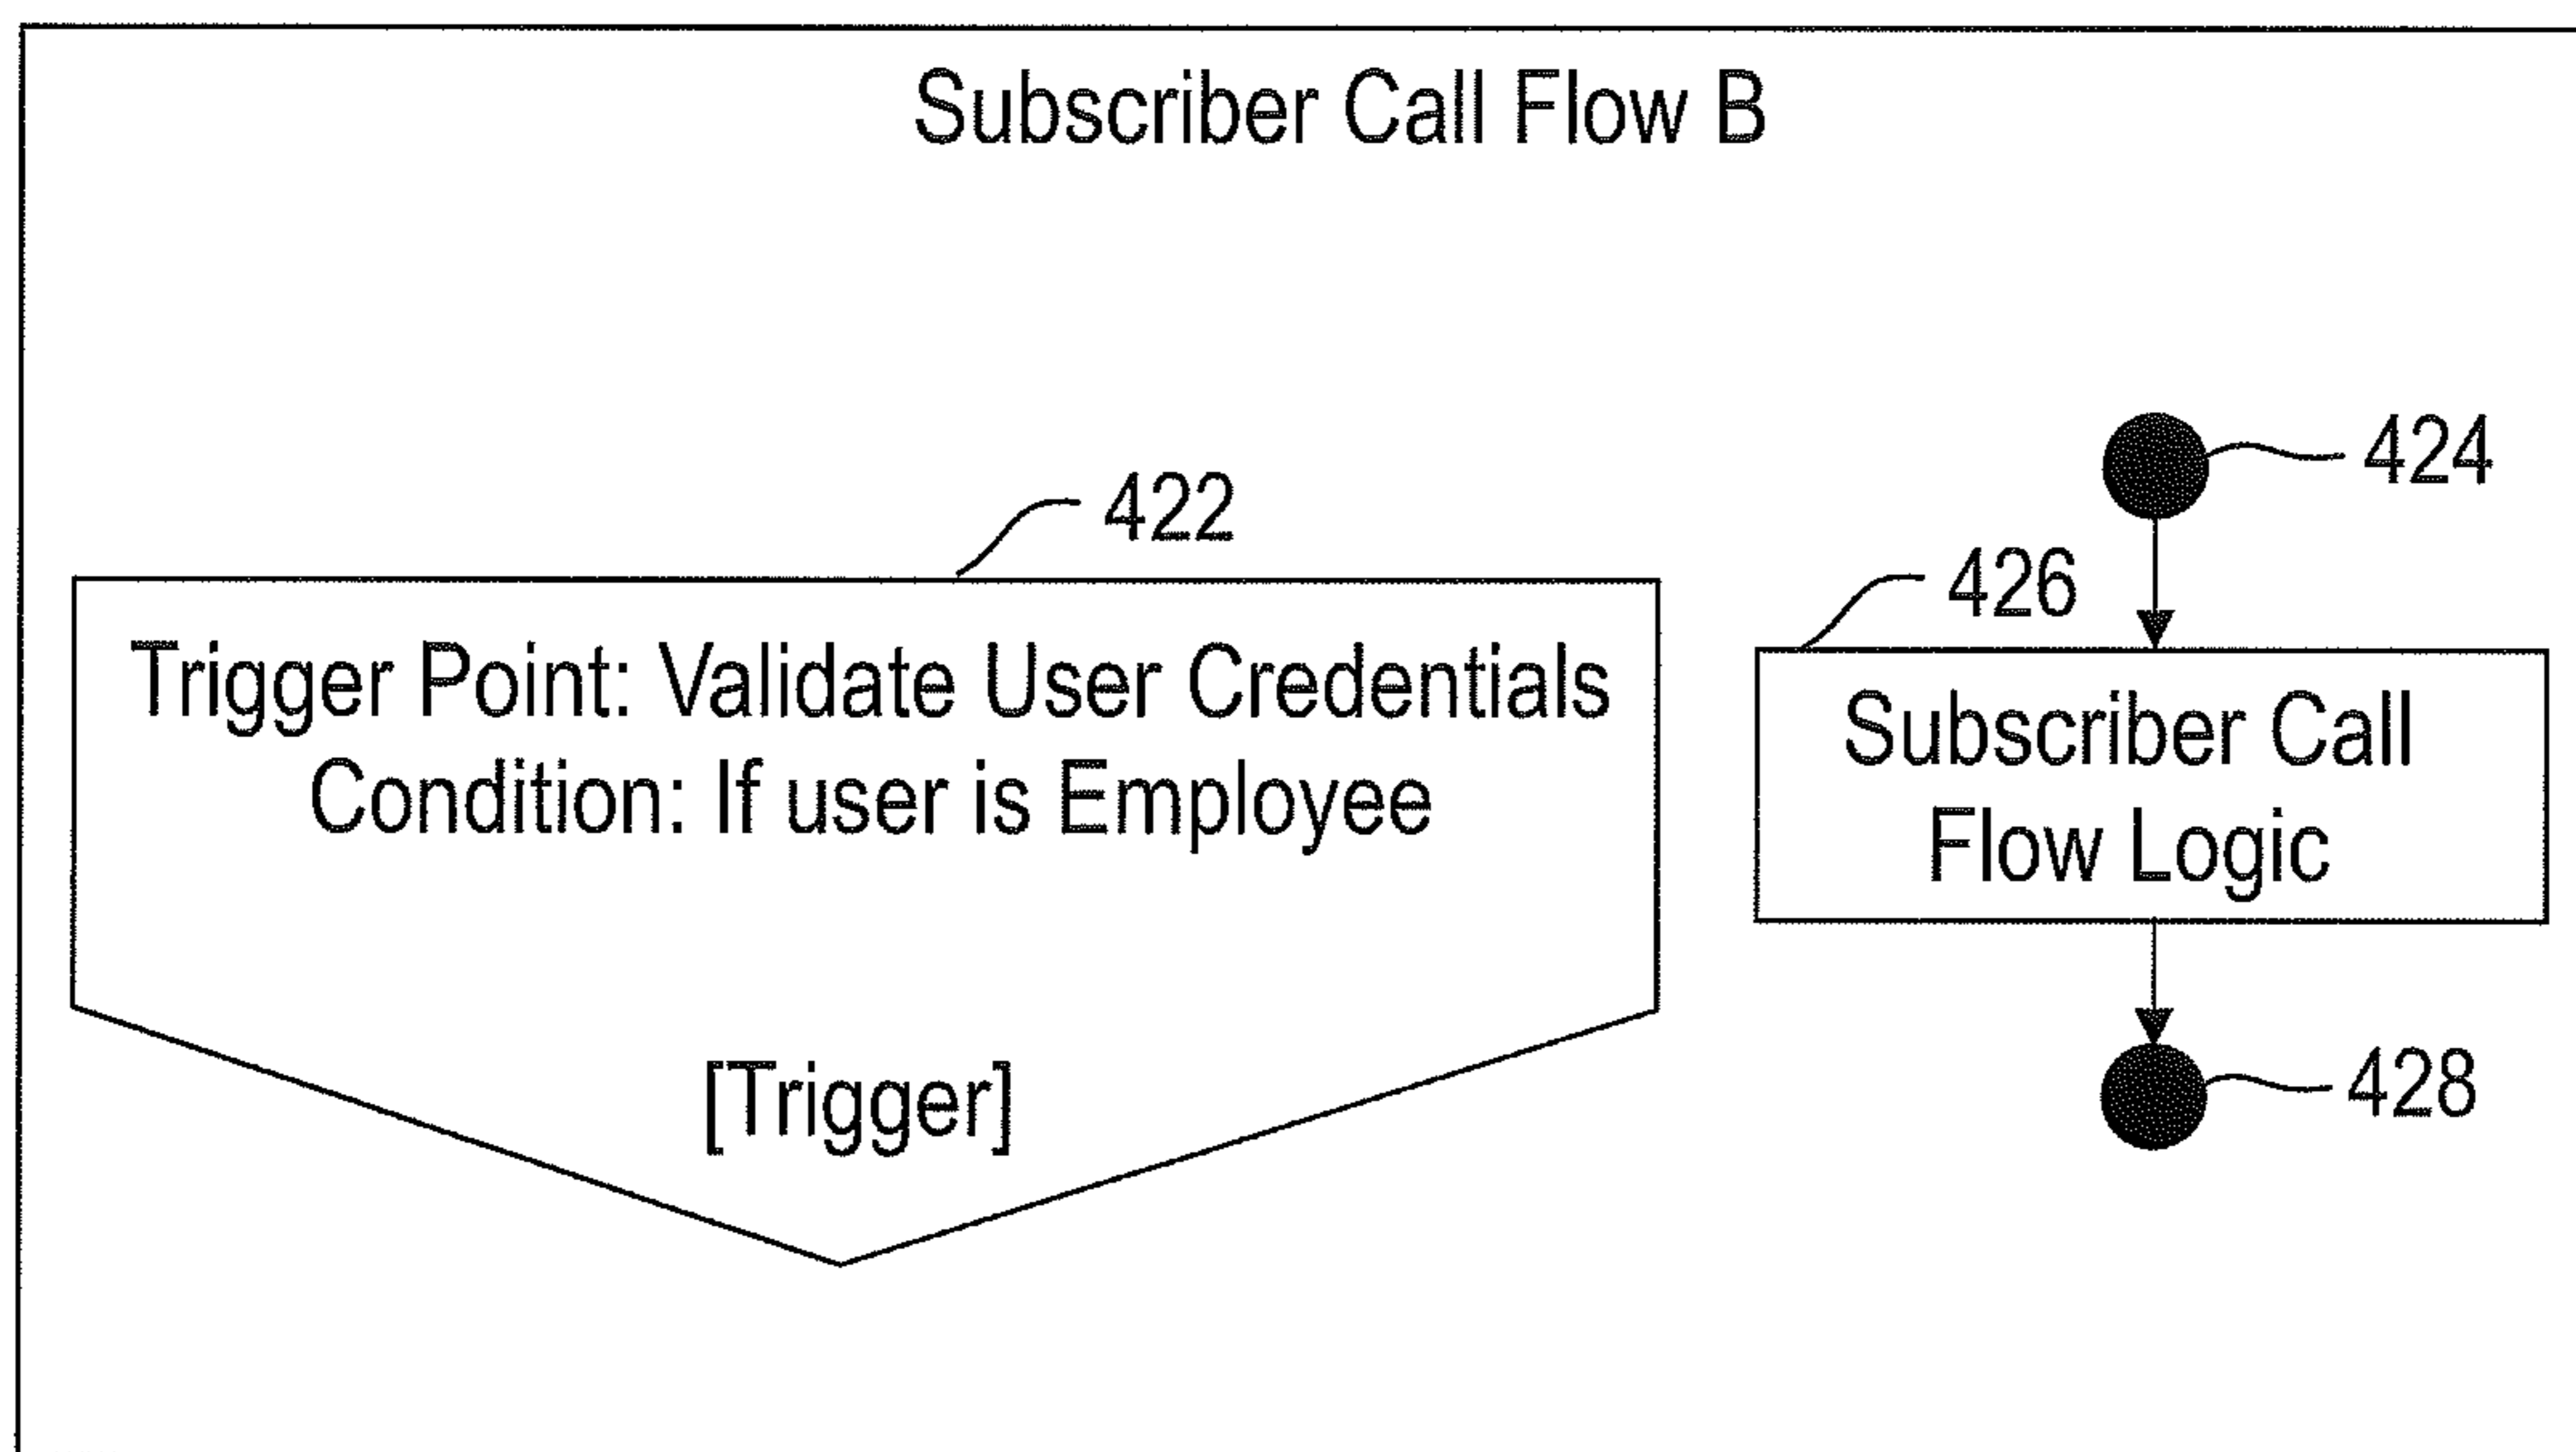 Subscriber Call Flow B
422
Trigger Point: Validate User Credentials
Condition: If user is Employee
[Trigger]
424
426
Subscriber Call
Flow Logic
428